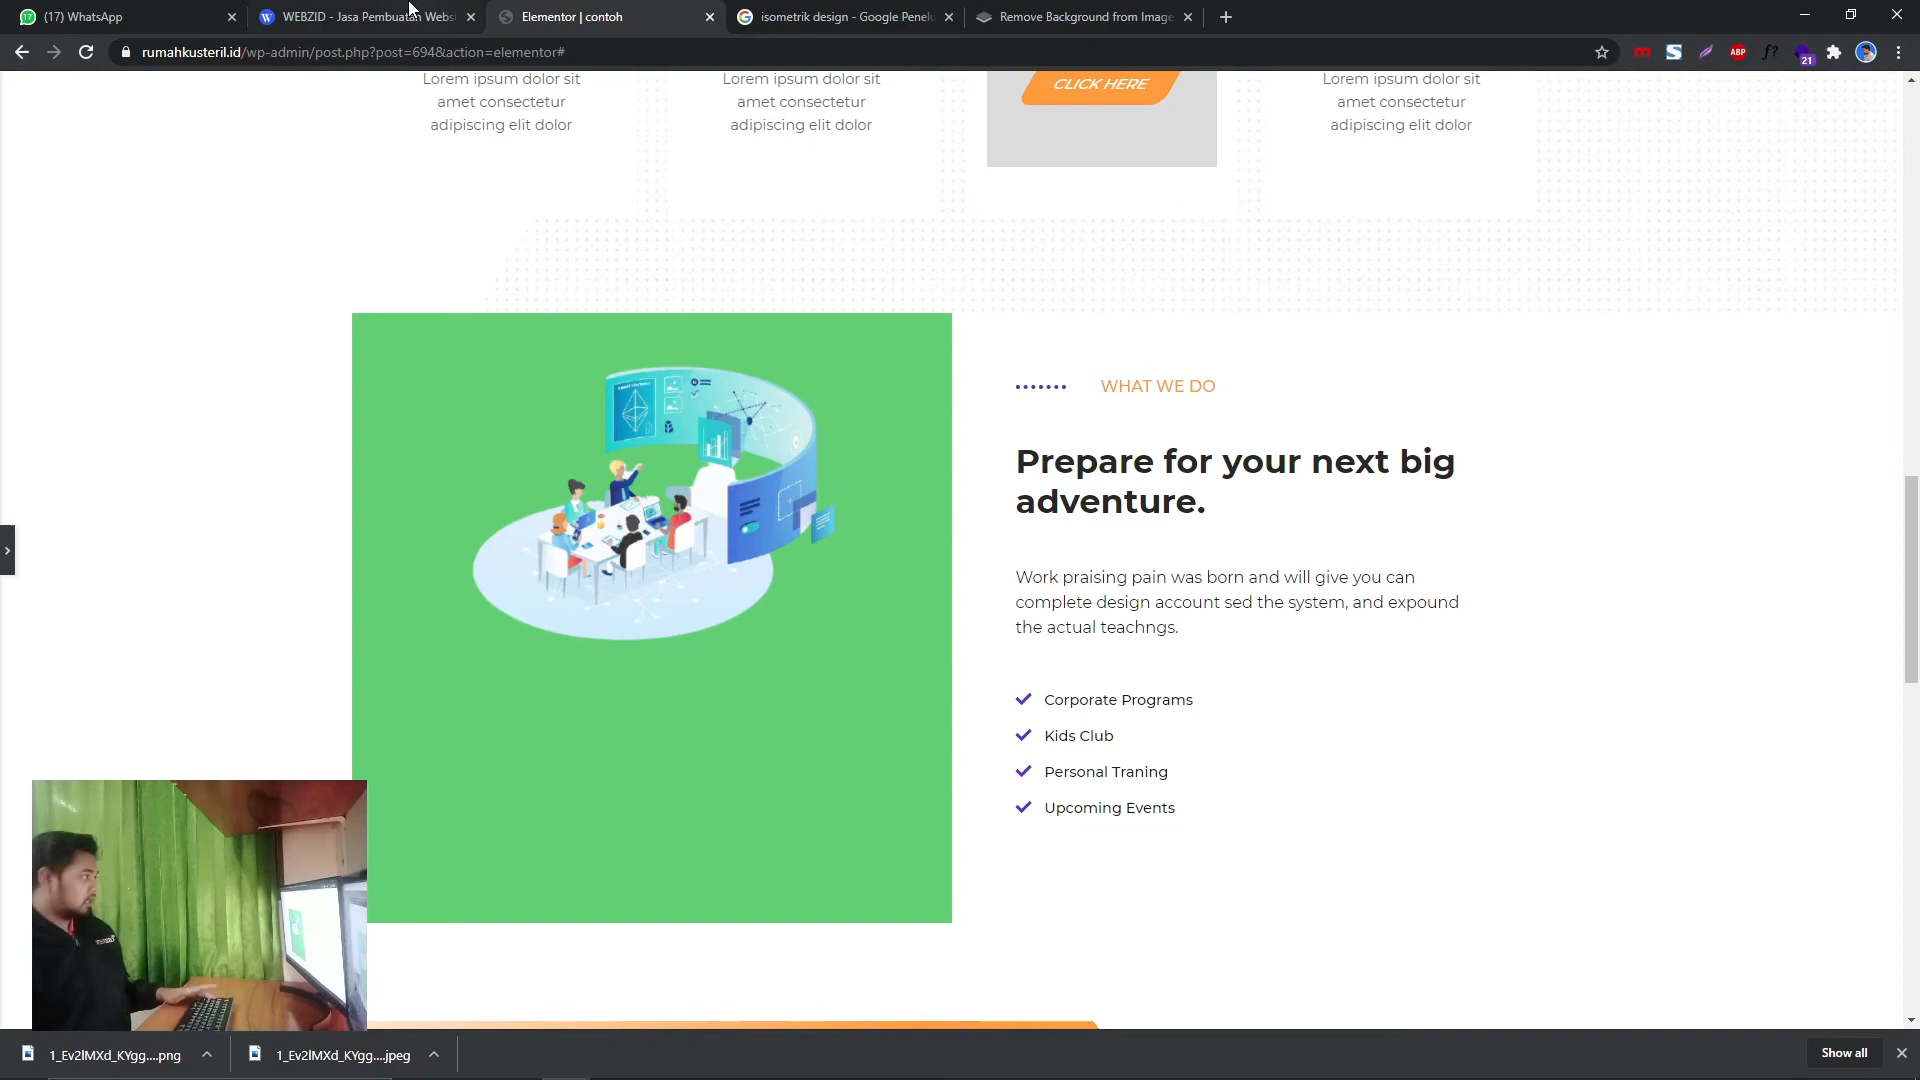 (17) WhatsApp
WEBZID - Jasa Pembuatan Websi
Elementor | contoh
isometrik design - Google Penelu
Remove Background from Image
rumahkusteril.id/wp-admin/post.php?post=694&action=elementor#
ABP
f?
21
Lorem ipsum dolor sit
amet consectetur
adipiscing elit dolor
Lorem ipsum dolor sit
amet consectetur
adipiscing elit dolor
CLICK HERE
Lorem ipsum dolor sit
amet consectetur
adipiscing elit dolor
WHAT WE DO
Prepare for your next big
adventure.
Work praising pain was born and will give you can
complete design account sed the system, and expound
the actual teachngs.
Corporate Programs
Kids Club
Personal Traning
Upcoming Events
1_Ev2lMXd_KYgg....png
1_Ev2lMXd_KYgg....jpeg
Show all